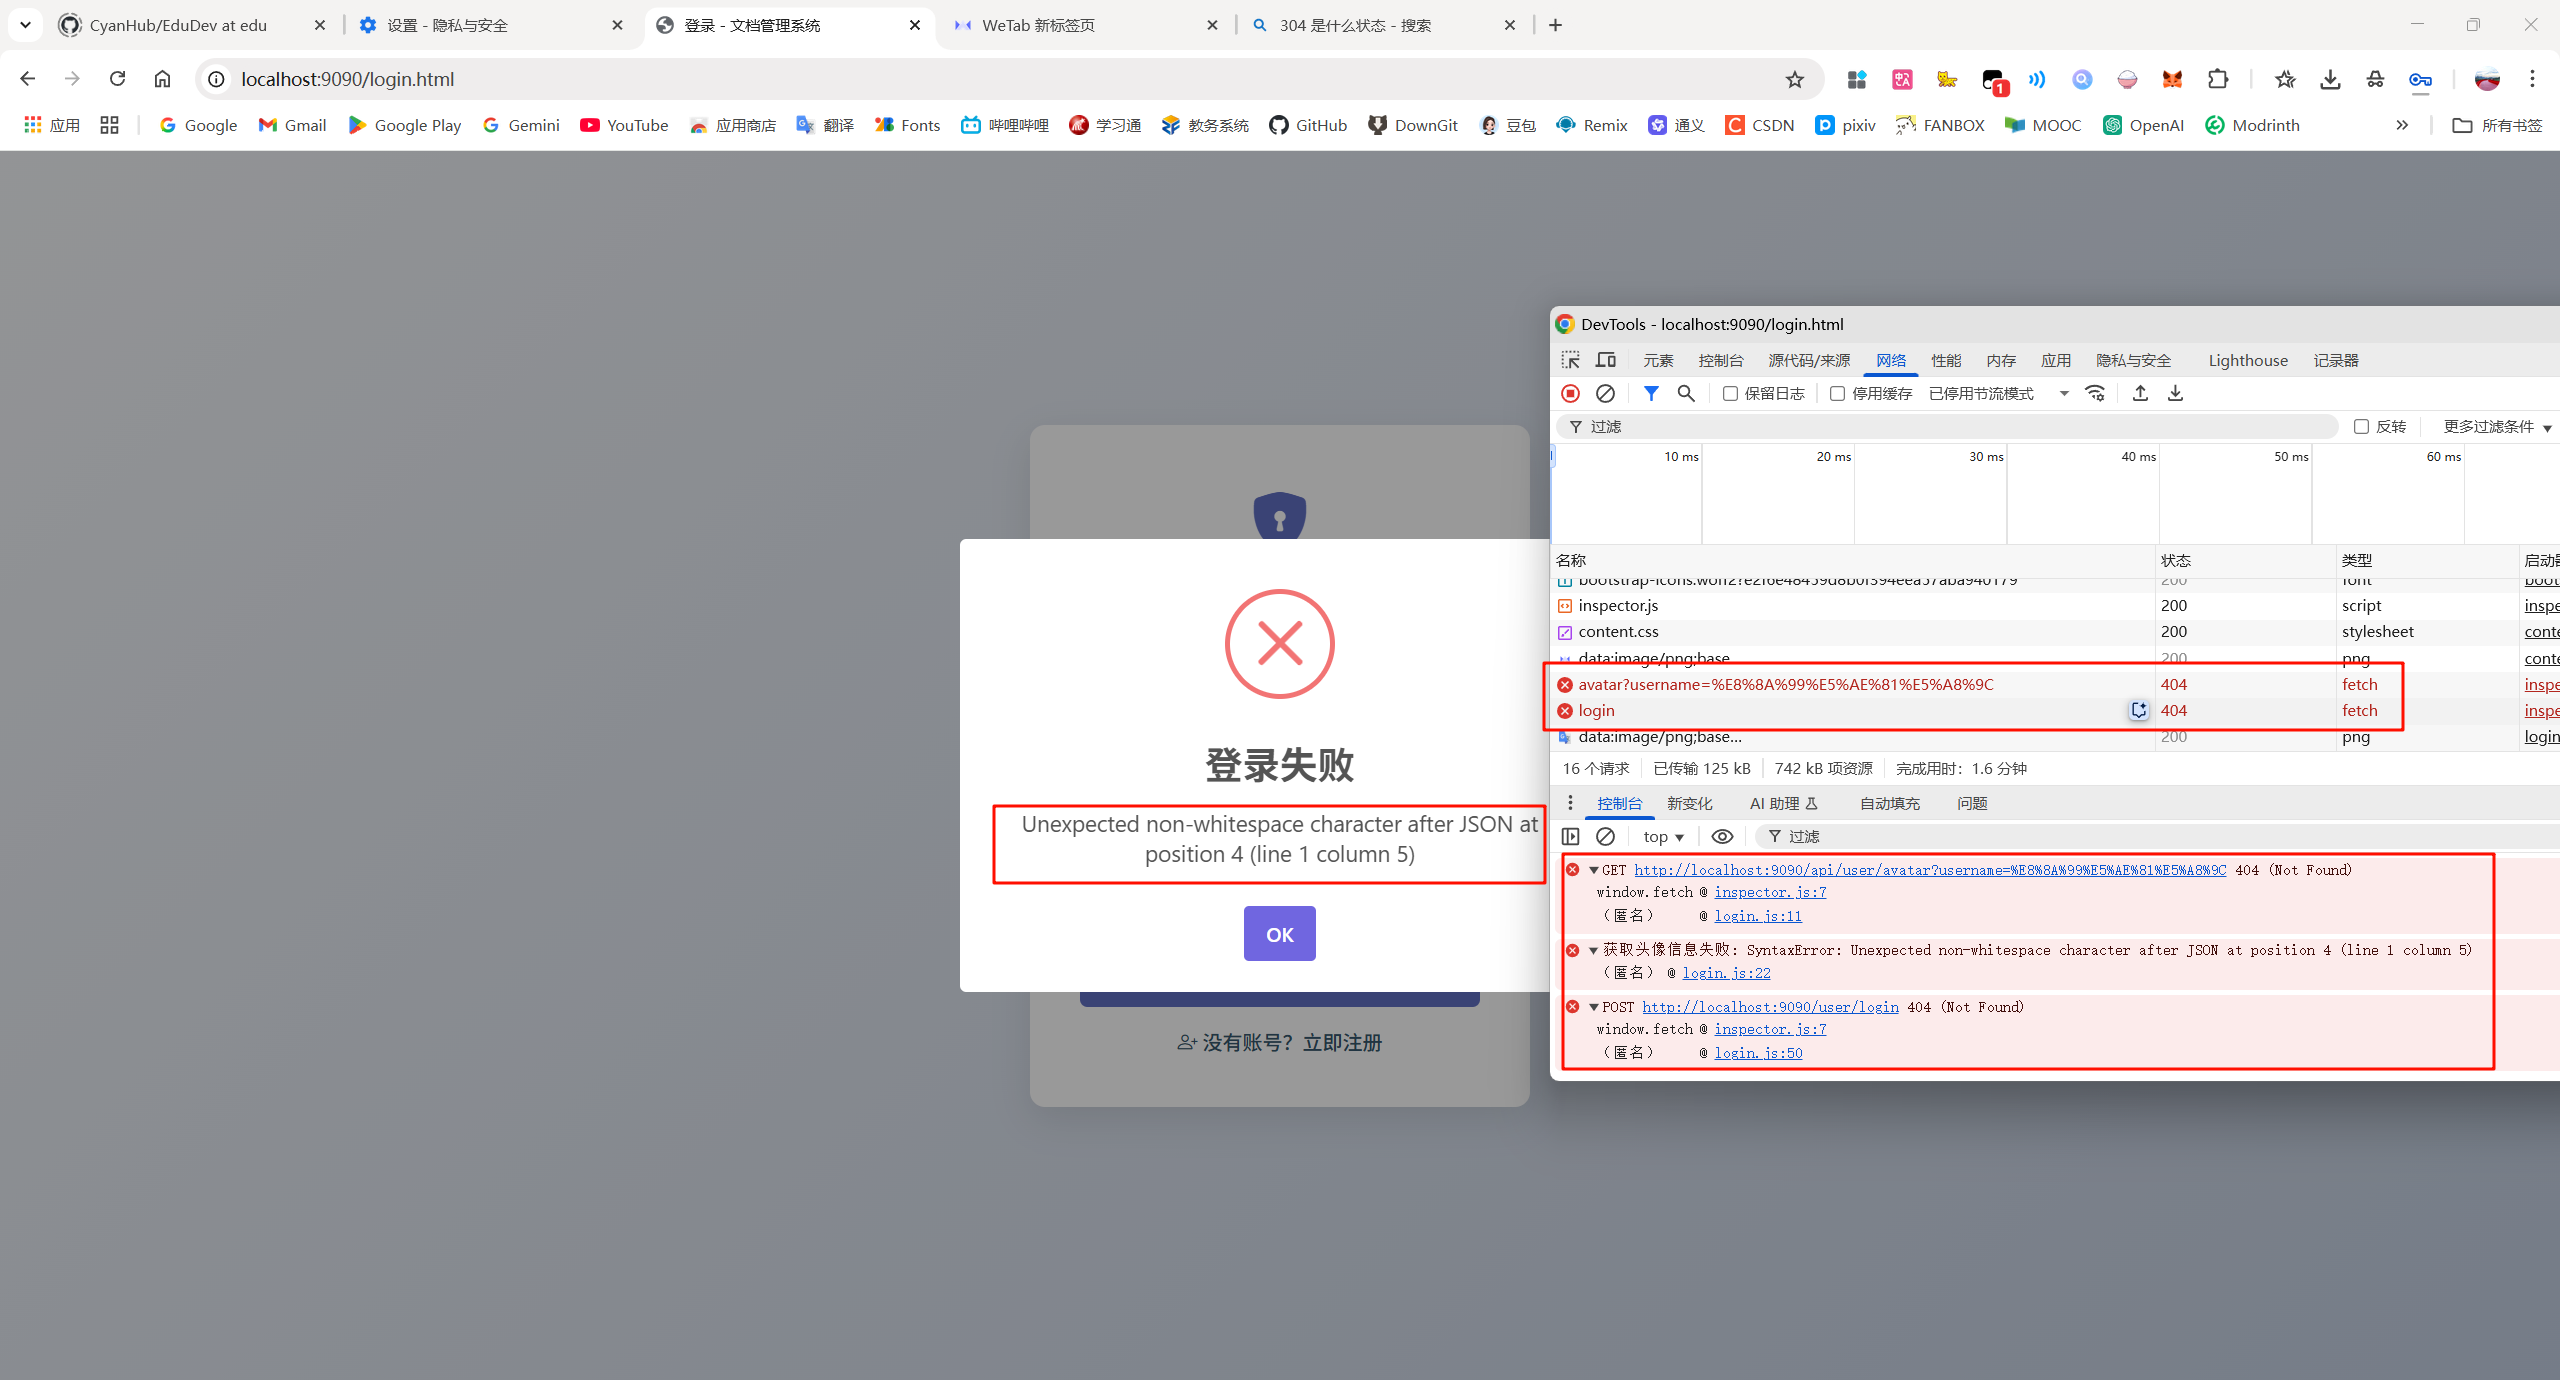 CyanHub/EduDev at edu
设置 - 隐私与安全
登录 - 文档管理系统
WeTab 新标签页
304 是什么状态 - 搜索
localhost:9090/login.html
1
应用
Google
Gmail
Google Play
Gemini
YouTube
应用商店
翻译
Fonts
哔哩哔哩
学习通
教务系统
GitHub
DownGit
豆包
Remix
通义
CSDN
pixiv
FANBOX
MOOC
OpenAI
Modrinth
所有书签
登录失败
Unexpected non-whitespace character after JSON at
position 4 (line 1 column 5)
OK
没有账号？立即注册
DevTools - localhost:9090/login.html
元素 控制台 源代码/来源 网络 性能 内存 应用 隐私与安全 Lighthouse 记录器
保留日志 停用缓存 已停用节流模式
过滤 反转 更多过滤条件
10 ms 20 ms 30 ms 40 ms 50 ms 60 ms
名称 状态 类型
bootstrap-icons.woff2?e2f6e48459d8b0f394eea57aba940179 200 font
inspector.js 200 script inspe
content.css 200 stylesheet conte
data:image/png;base... 200 png conte
avatar?username=%E8%8A%99%E5%AE%81%E5%A8%9C 404 fetch inspe
login 404 fetch inspe
data:image/png;base... 200 png login
16 个请求 已传输 125 kB 742 kB 项资源 完成用时：1.6 分钟
控制台 新变化 AI 助理 自动填充 问题
top 过滤
GET http://localhost:9090/api/user/avatar?username=%E8%8A%99%E5%AE%81%E5%A8%9C 404 (Not Found)
window.fetch @ inspector.js:7
（匿名） @ login.js:11
获取头像信息失败: SyntaxError: Unexpected non-whitespace character after JSON at position 4 (line 1 column 5)
（匿名） @ login.js:22
POST http://localhost:9090/user/login 404 (Not Found)
window.fetch @ inspector.js:7
（匿名） @ login.js:50